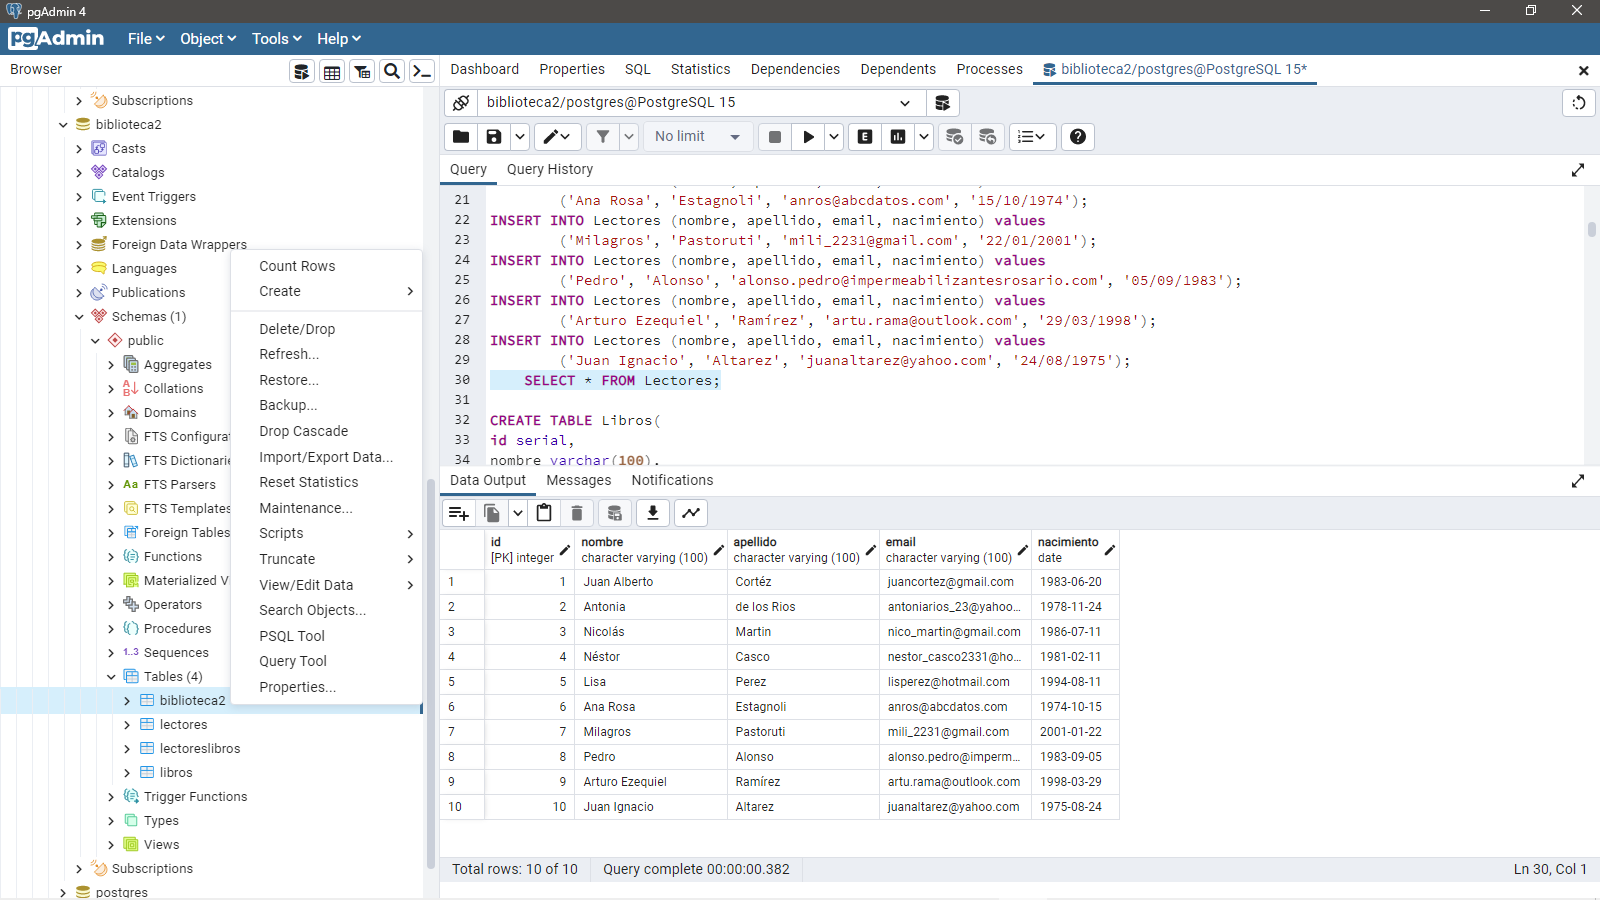 pgAdmin 4
pgAdmin File Object Tools Help
Browser
Subscriptions
biblioteca2
Casts
Catalogs
Event Triggers
Extensions
Foreign Data Wrappers
Languages
Publications
Schemas (1)
public
Aggregates
Collations
Domains
FTS Configurat
FTS Dictionarie
FTS Parsers
FTS Templates
Foreign Tables
Functions
Materialized V
Operators
Procedures
1..3 Sequences
Tables (4)
biblioteca2
lectores
lectoreslibros
libros
Trigger Functions
Types
Views
Subscriptions
postgres
Count Rows
Create
Delete/Drop
Refresh...
Restore...
Backup...
Drop Cascade
Import/Export Data...
Reset Statistics
Maintenance...
Scripts
Truncate
View/Edit Data
Search Objects...
PSQL Tool
Query Tool
Properties...
Dashboard Properties SQL Statistics Dependencies Dependents Processes biblioteca2/postgres@PostgreSQL 15*
biblioteca2/postgres@PostgreSQL 15
No limit
Query Query History
21 ('Ana Rosa', 'Estagnoli', 'anros@abcdatos.com', '15/10/1974');
22 INSERT INTO Lectores (nombre, apellido, email, nacimiento) values
23 ('Milagros', 'Pastoruti', 'mili_2231@gmail.com', '22/01/2001');
24 INSERT INTO Lectores (nombre, apellido, email, nacimiento) values
25 ('Pedro', 'Alonso', 'alonso.pedro@impermeabilizantesrosario.com', '05/09/1983');
26 INSERT INTO Lectores (nombre, apellido, email, nacimiento) values
27 ('Arturo Ezequiel', 'Ramírez', 'artu.rama@outlook.com', '29/03/1998');
28 INSERT INTO Lectores (nombre, apellido, email, nacimiento) values
29 ('Juan Ignacio', 'Altarez', 'juanaltarez@yahoo.com', '24/08/1975');
30 SELECT * FROM Lectores;
31
32 CREATE TABLE Libros(
33 id serial,
34 nombre varchar(100),
Data Output Messages Notifications
id nombre apellido email nacimiento
[PK] integer character varying (100) character varying (100) character varying (100) date
1 1 Juan Alberto Cortéz juancortez@gmail.com 1983-06-20
2 2 Antonia de los Rios antoniarios_23@yahoo... 1978-11-24
3 3 Nicolás Martin nico_martin@gmail.com 1986-07-11
4 4 Néstor Casco nestor_casco2331@ho... 1981-02-11
5 5 Lisa Perez lisperez@hotmail.com 1994-08-11
6 6 Ana Rosa Estagnoli anros@abcdatos.com 1974-10-15
7 7 Milagros Pastoruti mili_2231@gmail.com 2001-01-22
8 8 Pedro Alonso alonso.pedro@imperm... 1983-09-05
9 9 Arturo Ezequiel Ramírez artu.rama@outlook.com 1998-03-29
10 10 Juan Ignacio Altarez juanaltarez@yahoo.com 1975-08-24
Total rows: 10 of 10 Query complete 00:00:00.382 Ln 30, Col 1